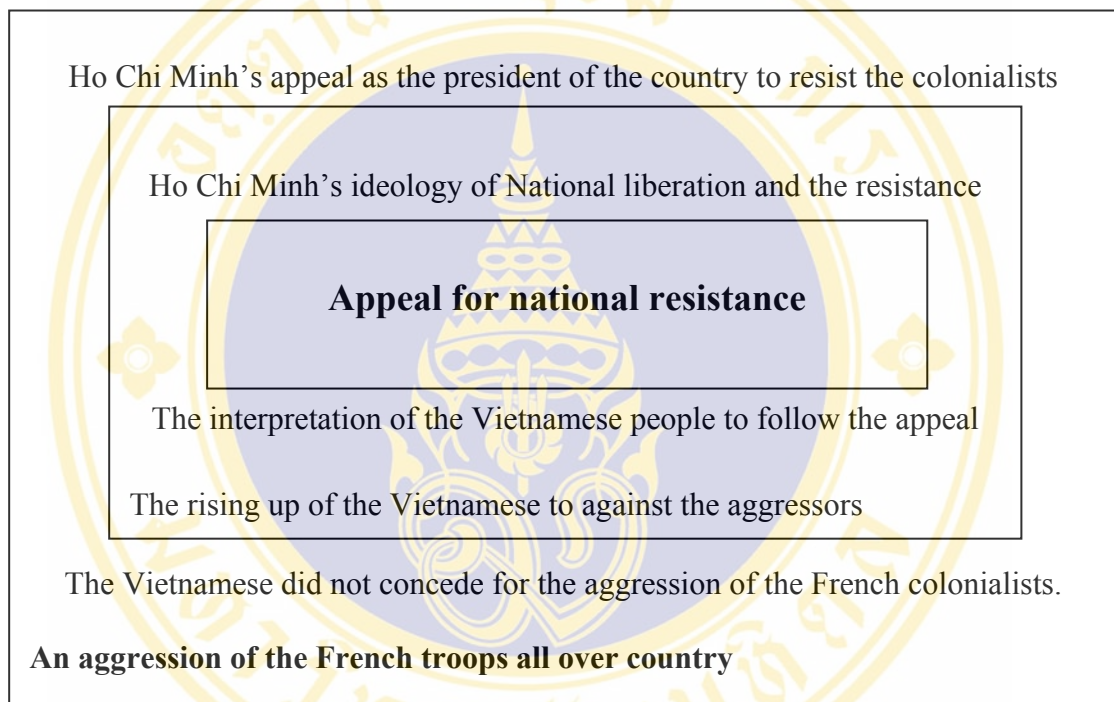 Ho Chi Minh’s appeal as the president of the country to resist the colonialists
Ho Chi Minh’s ideology of National liberation and the resistance
Appeal for national resistance
The interpretation of the Vietnamese people to follow the appeal
The rising up of the Vietnamese to against the aggressors
The Vietnamese did not concede for the aggression of the French colonialists.
An aggression of the French troops all over country